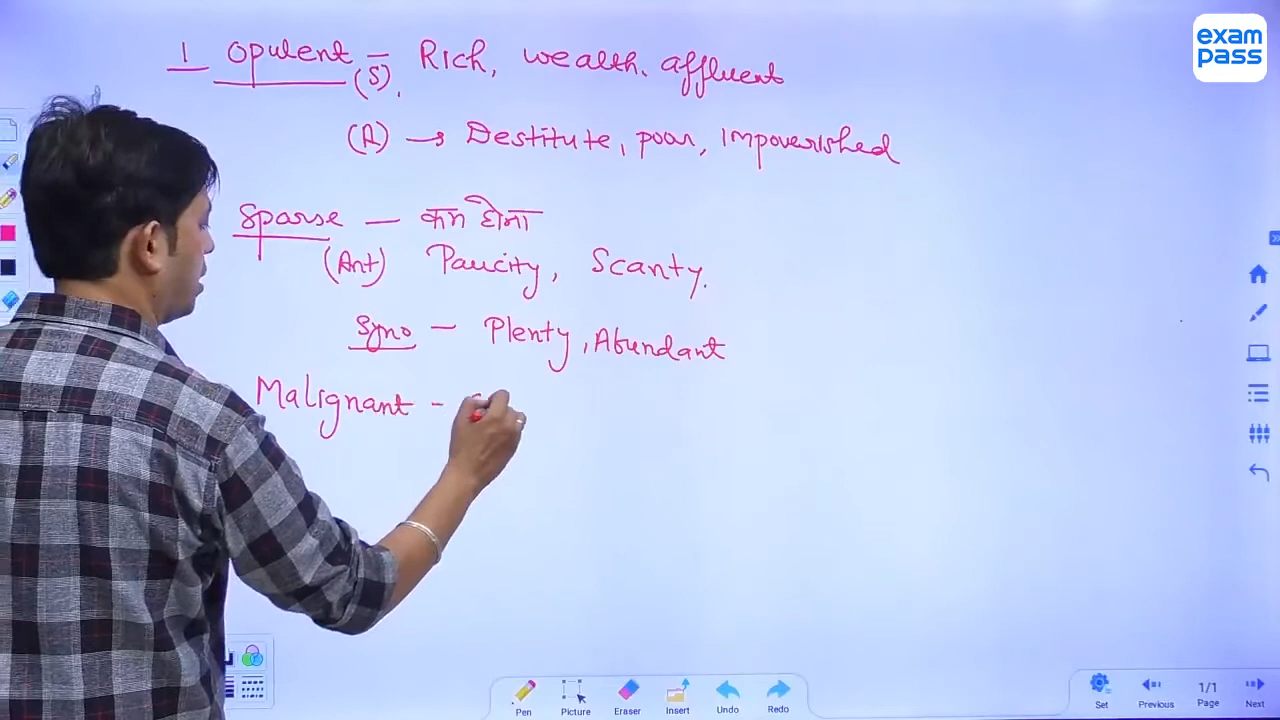 exam
pass
1 opulent - Rich, wealth, affluent
(S).
(A) → Destitute, poor, Impoverished
Sparse — कम होना
(Ant) Paucity, Scanty.
Syno - Plenty, Abundant
Malignant -
Pen Picture Eraser Insert Undo Redo
Set Previous 1/1 Page Next